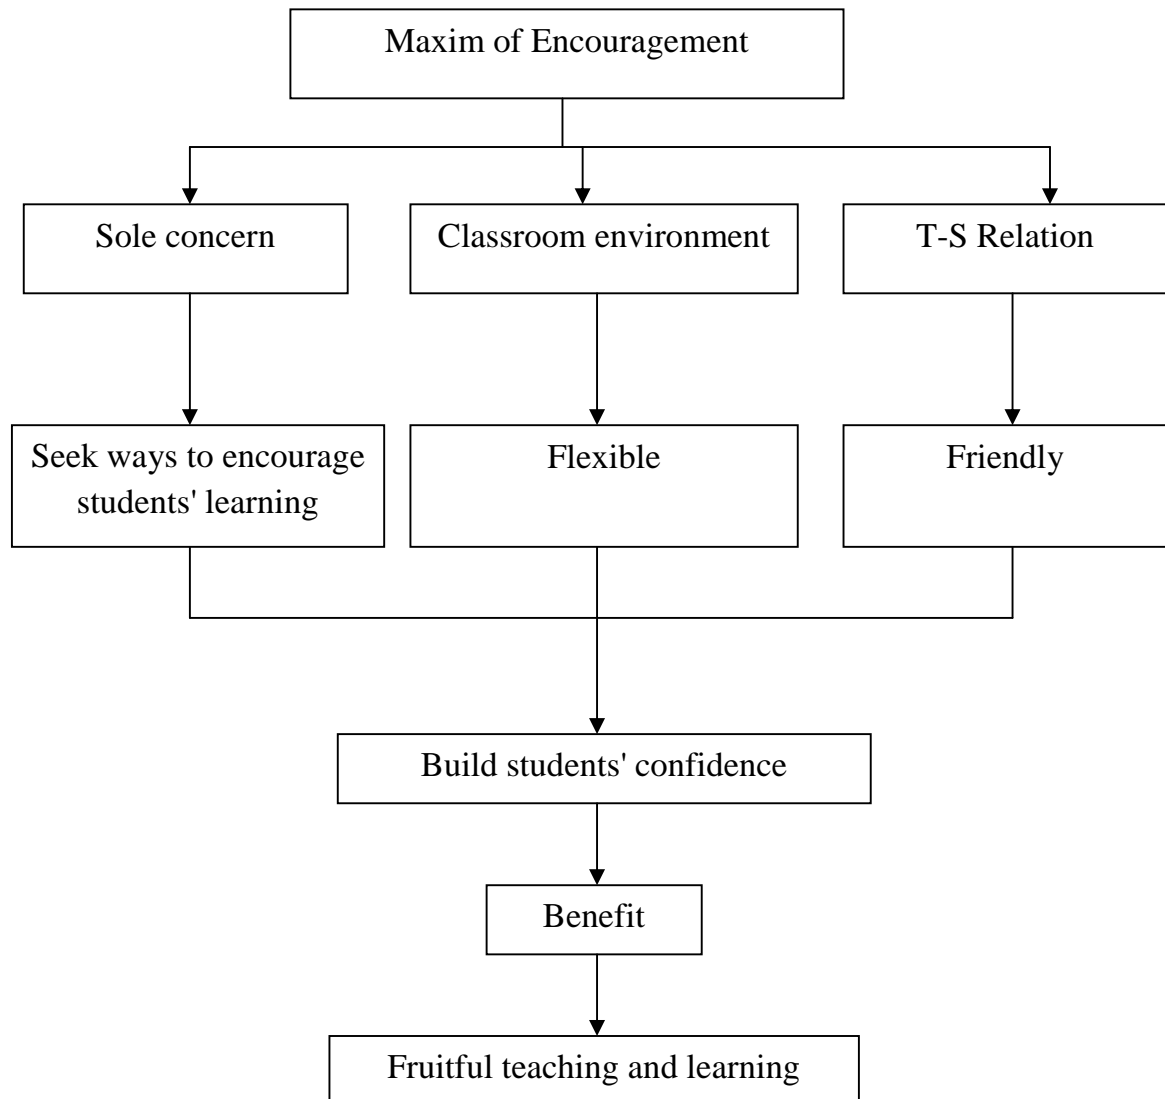 Maxim of Encouragement
Sole concern
Classroom environment
T-S Relation
Seek ways to encourage
students' learning
Flexible
Friendly
Build students' confidence
Benefit
Fruitful teaching and learning